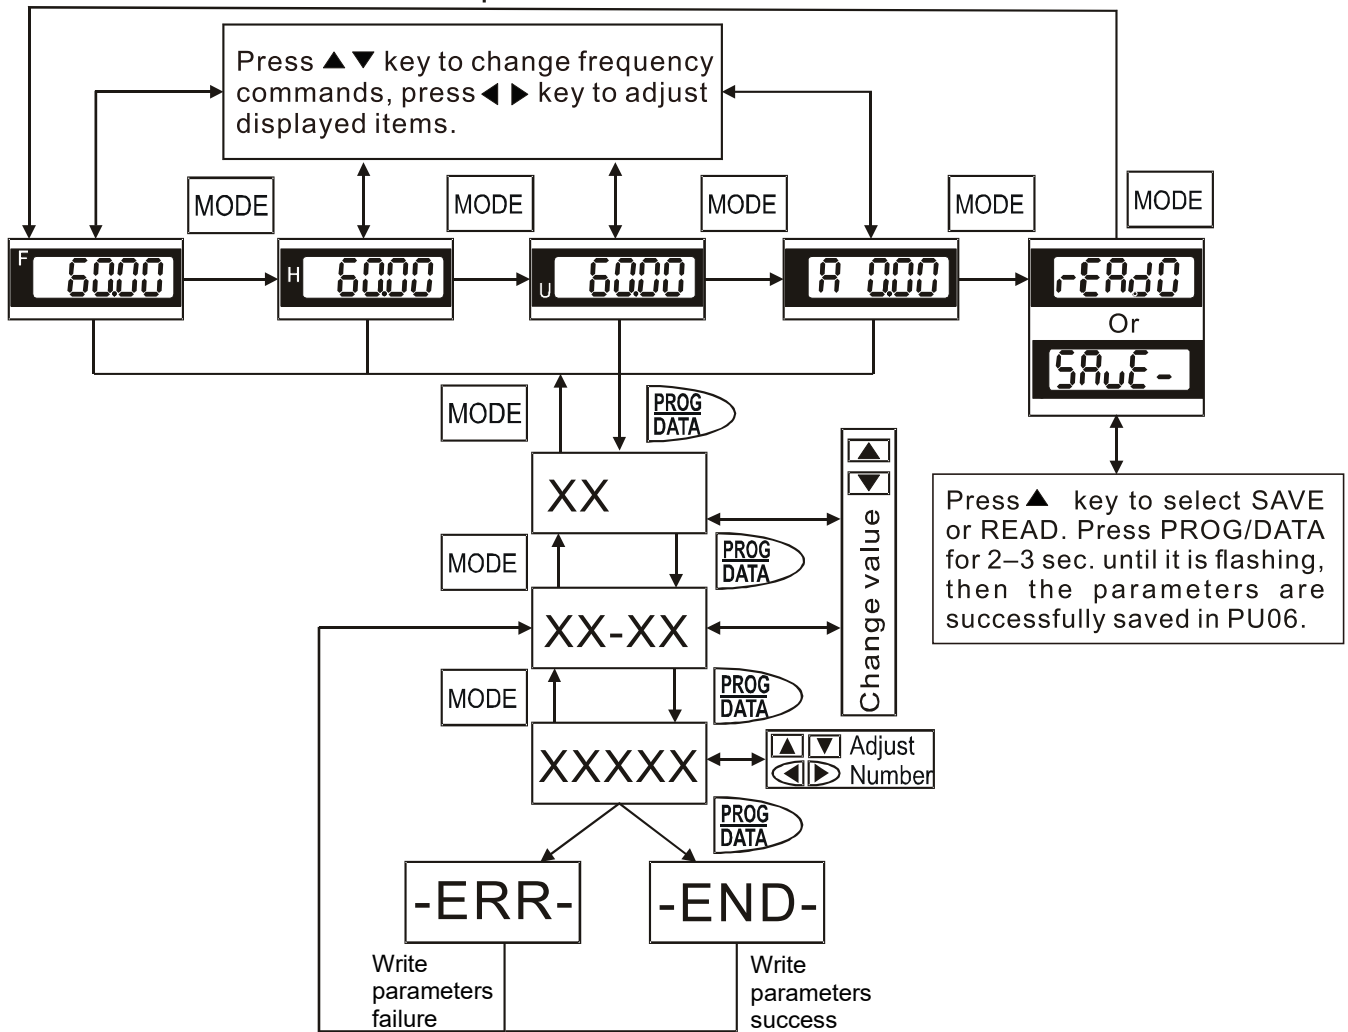 Press ▲ ▼ key to change frequency
commands, press ◀ ▶ key to adjust
displayed items.
MODE
MODE
MODE
MODE
MODE
F 60.00
H 60.00
U 60.00
A 0.00
rEAd0
Or
SAvE-
MODE
PROG
DATA
XX
MODE
PROG
DATA
XX-XX
Change value
▲
▼
Press ▲ key to select SAVE
or READ. Press PROG/DATA
for 2–3 sec. until it is flashing,
then the parameters are
successfully saved in PU06.
MODE
PROG
DATA
XXXXX
▲ ▼ Adjust
◀ ▶ Number
PROG
DATA
-ERR-
-END-
Write
parameters
failure
Write
parameters
success